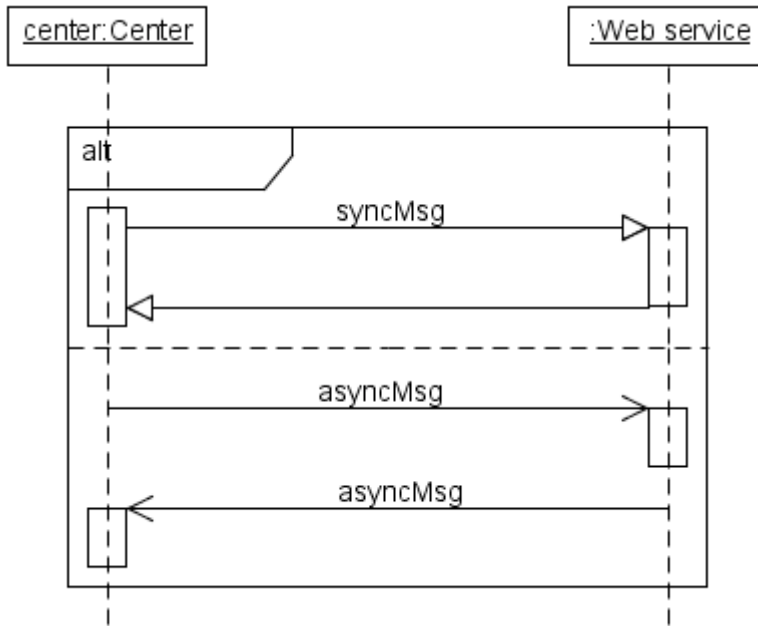 center:Center
:Web service
alt
syncMsg
asyncMsg
asyncMsg